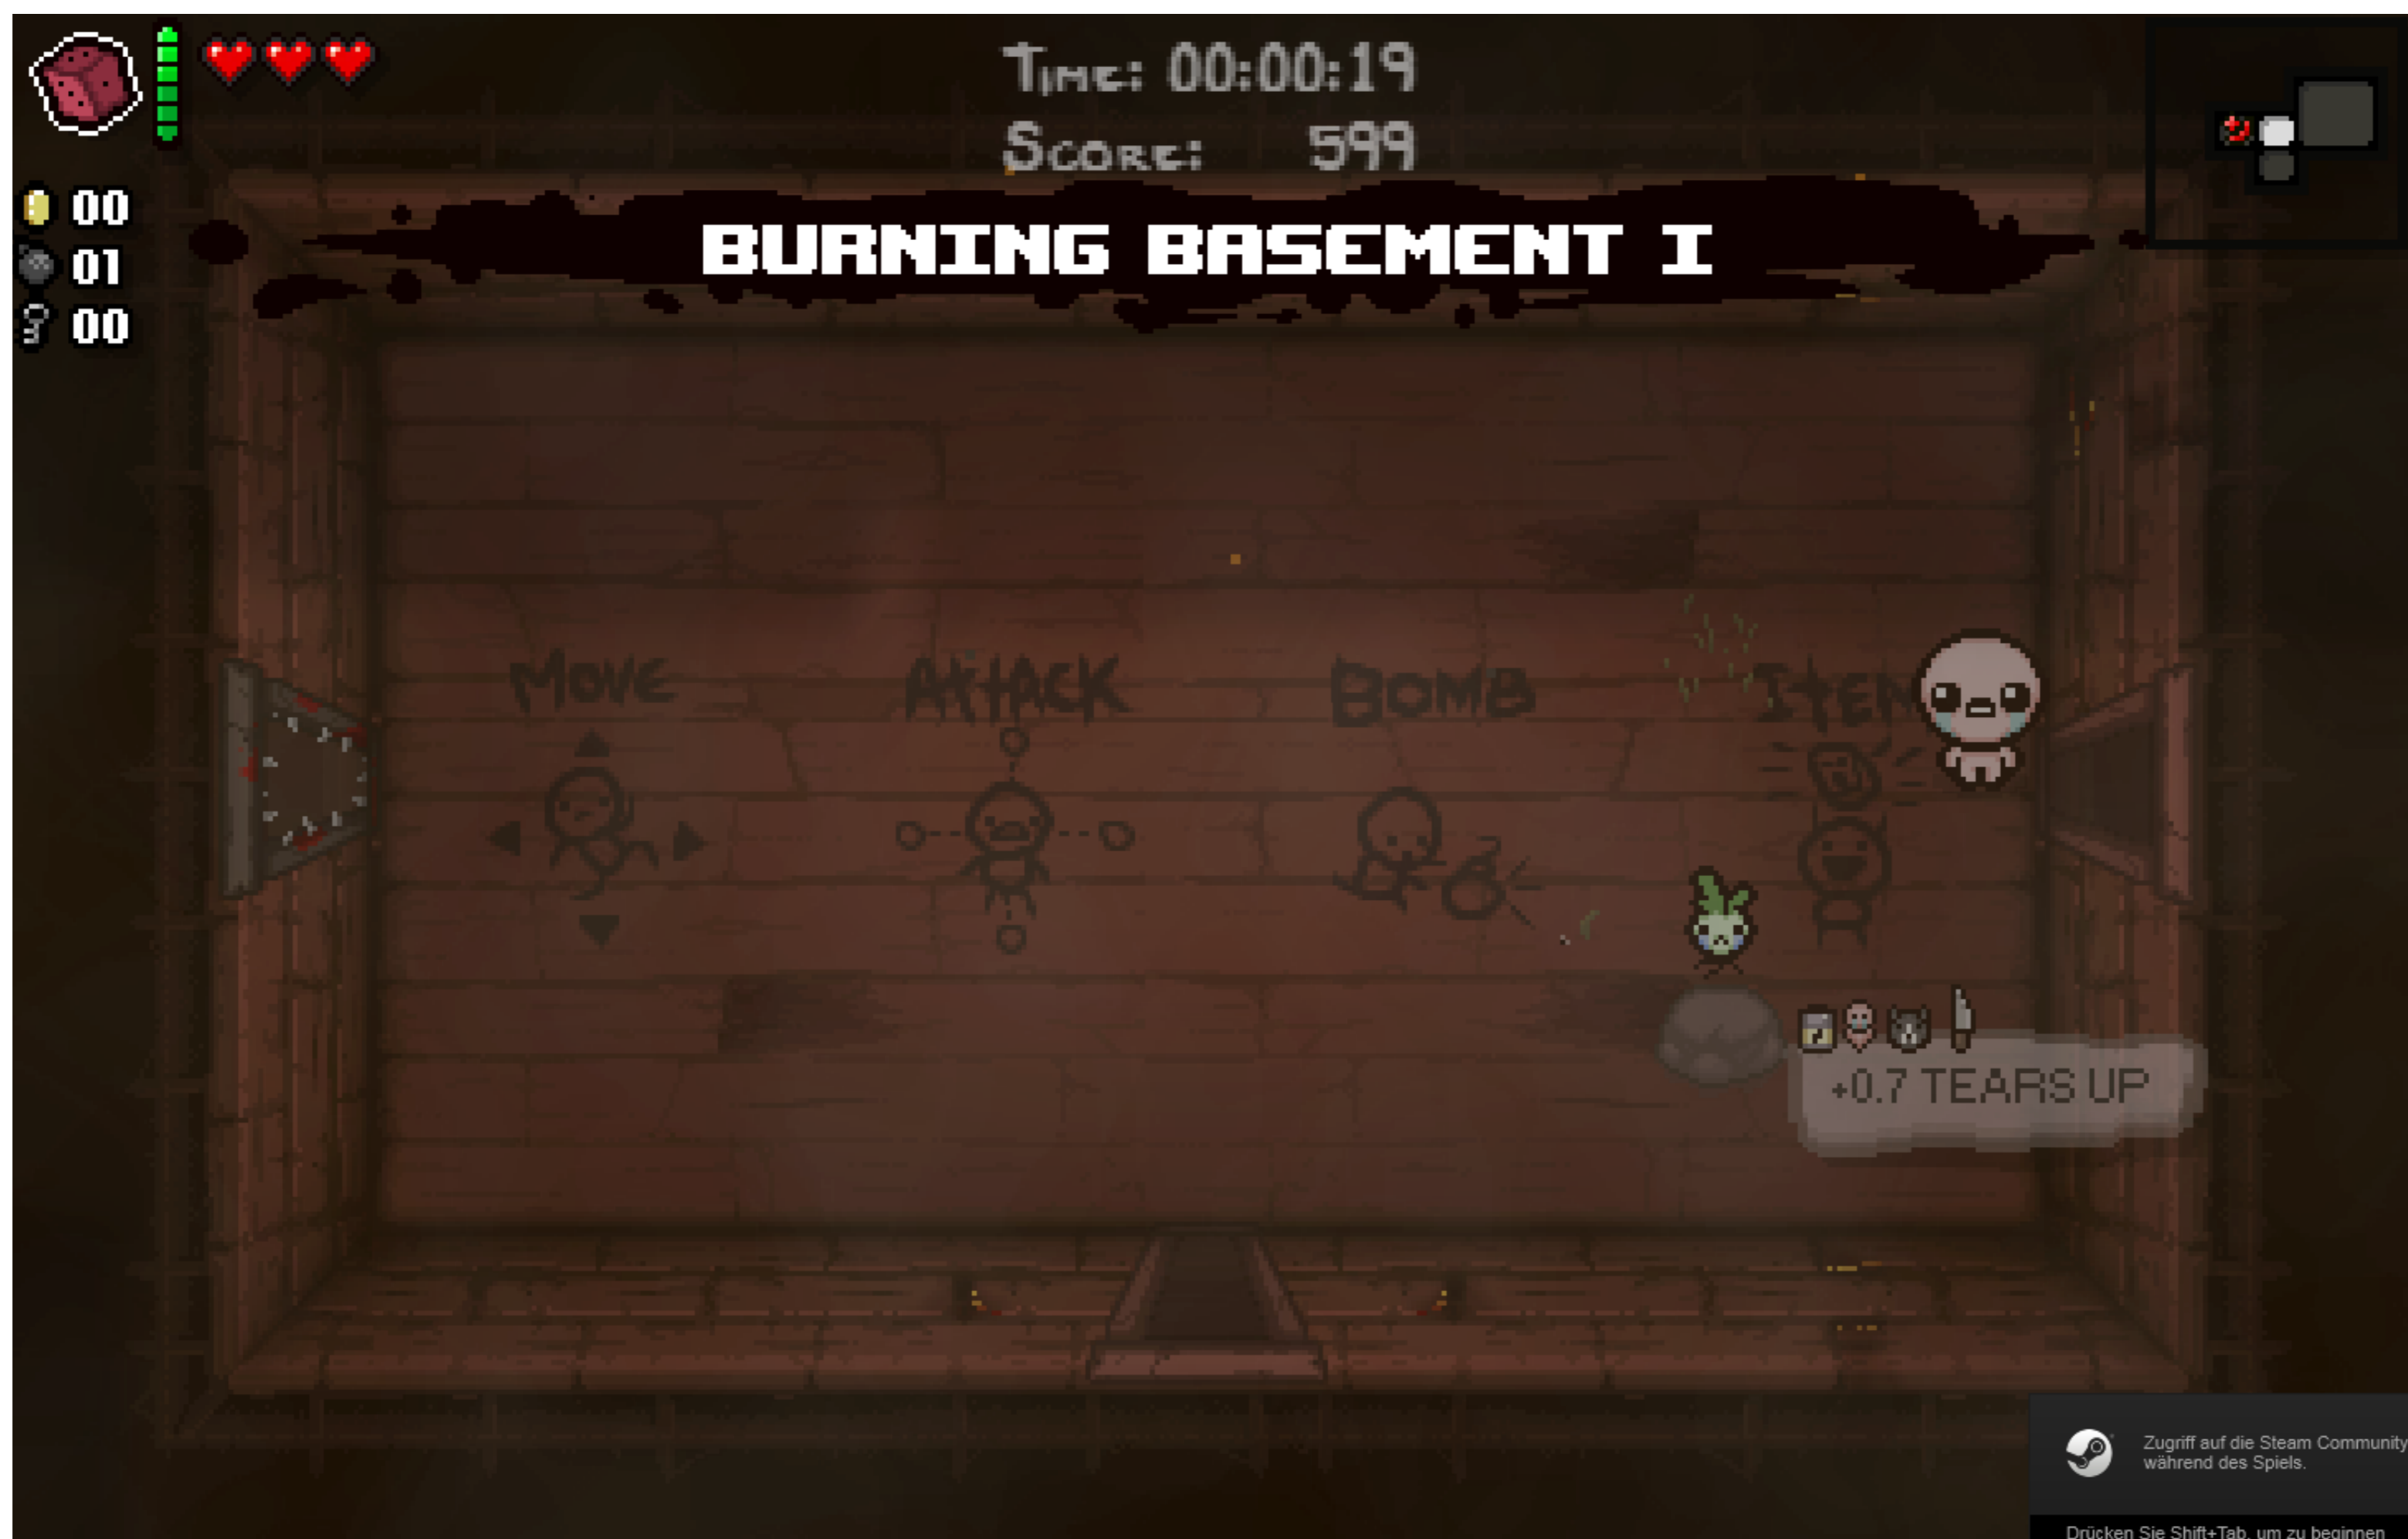 TIME: 00:00:19
SCORE: 599
00
01
00
BURNING BASEMENT I
MOVE
ATTACK
BOMB
ITEM
+0.7 TEARS UP
Zugriff auf die Steam Community
während des Spiels.
Drücken Sie Shift+Tab, um zu beginnen